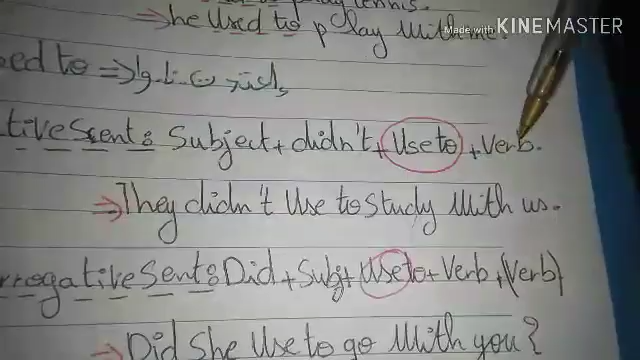 tennis.
Made with KINEMASTER
⇒ he used to play with me.
ed to ⇒
tive Sent: Subject + didn't + Use to + Verb.
⇒ They didn't Use to study with us.
rrogative Sent: Did + Subj + Use to + Verb + (Verb)
⇒ Did She Use to go with you?